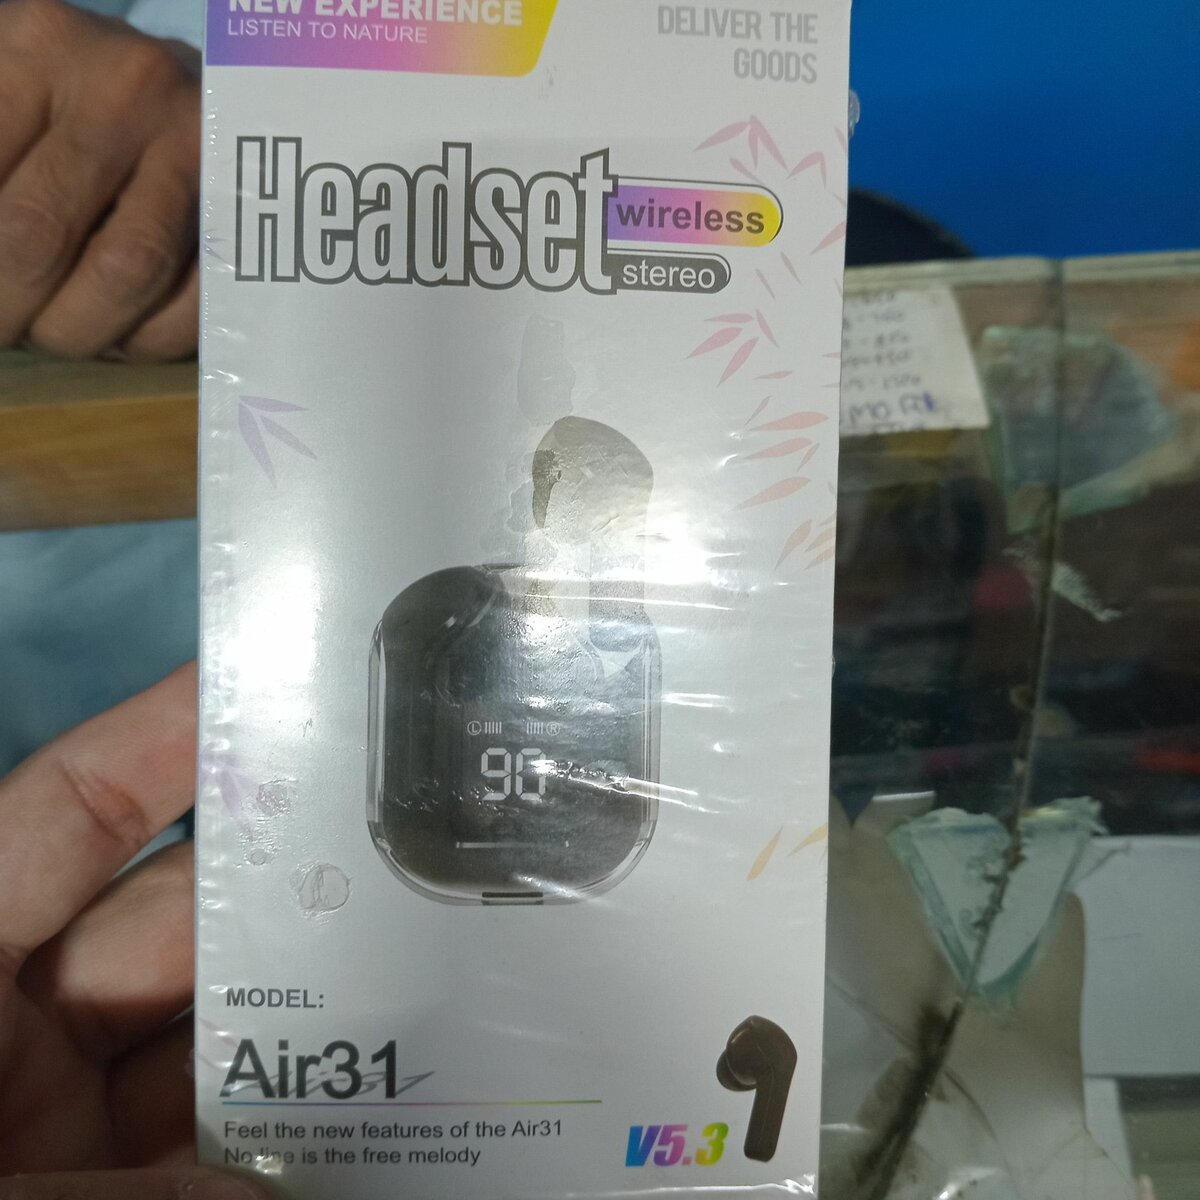 NEW EXPERIENCE
LISTEN TO NATURE
DELIVER THE
GOODS
Headset
wireless
stereo
L R
90
MODEL:
Air31
Feel the new features of the Air31
No line is the free melody
V5.3